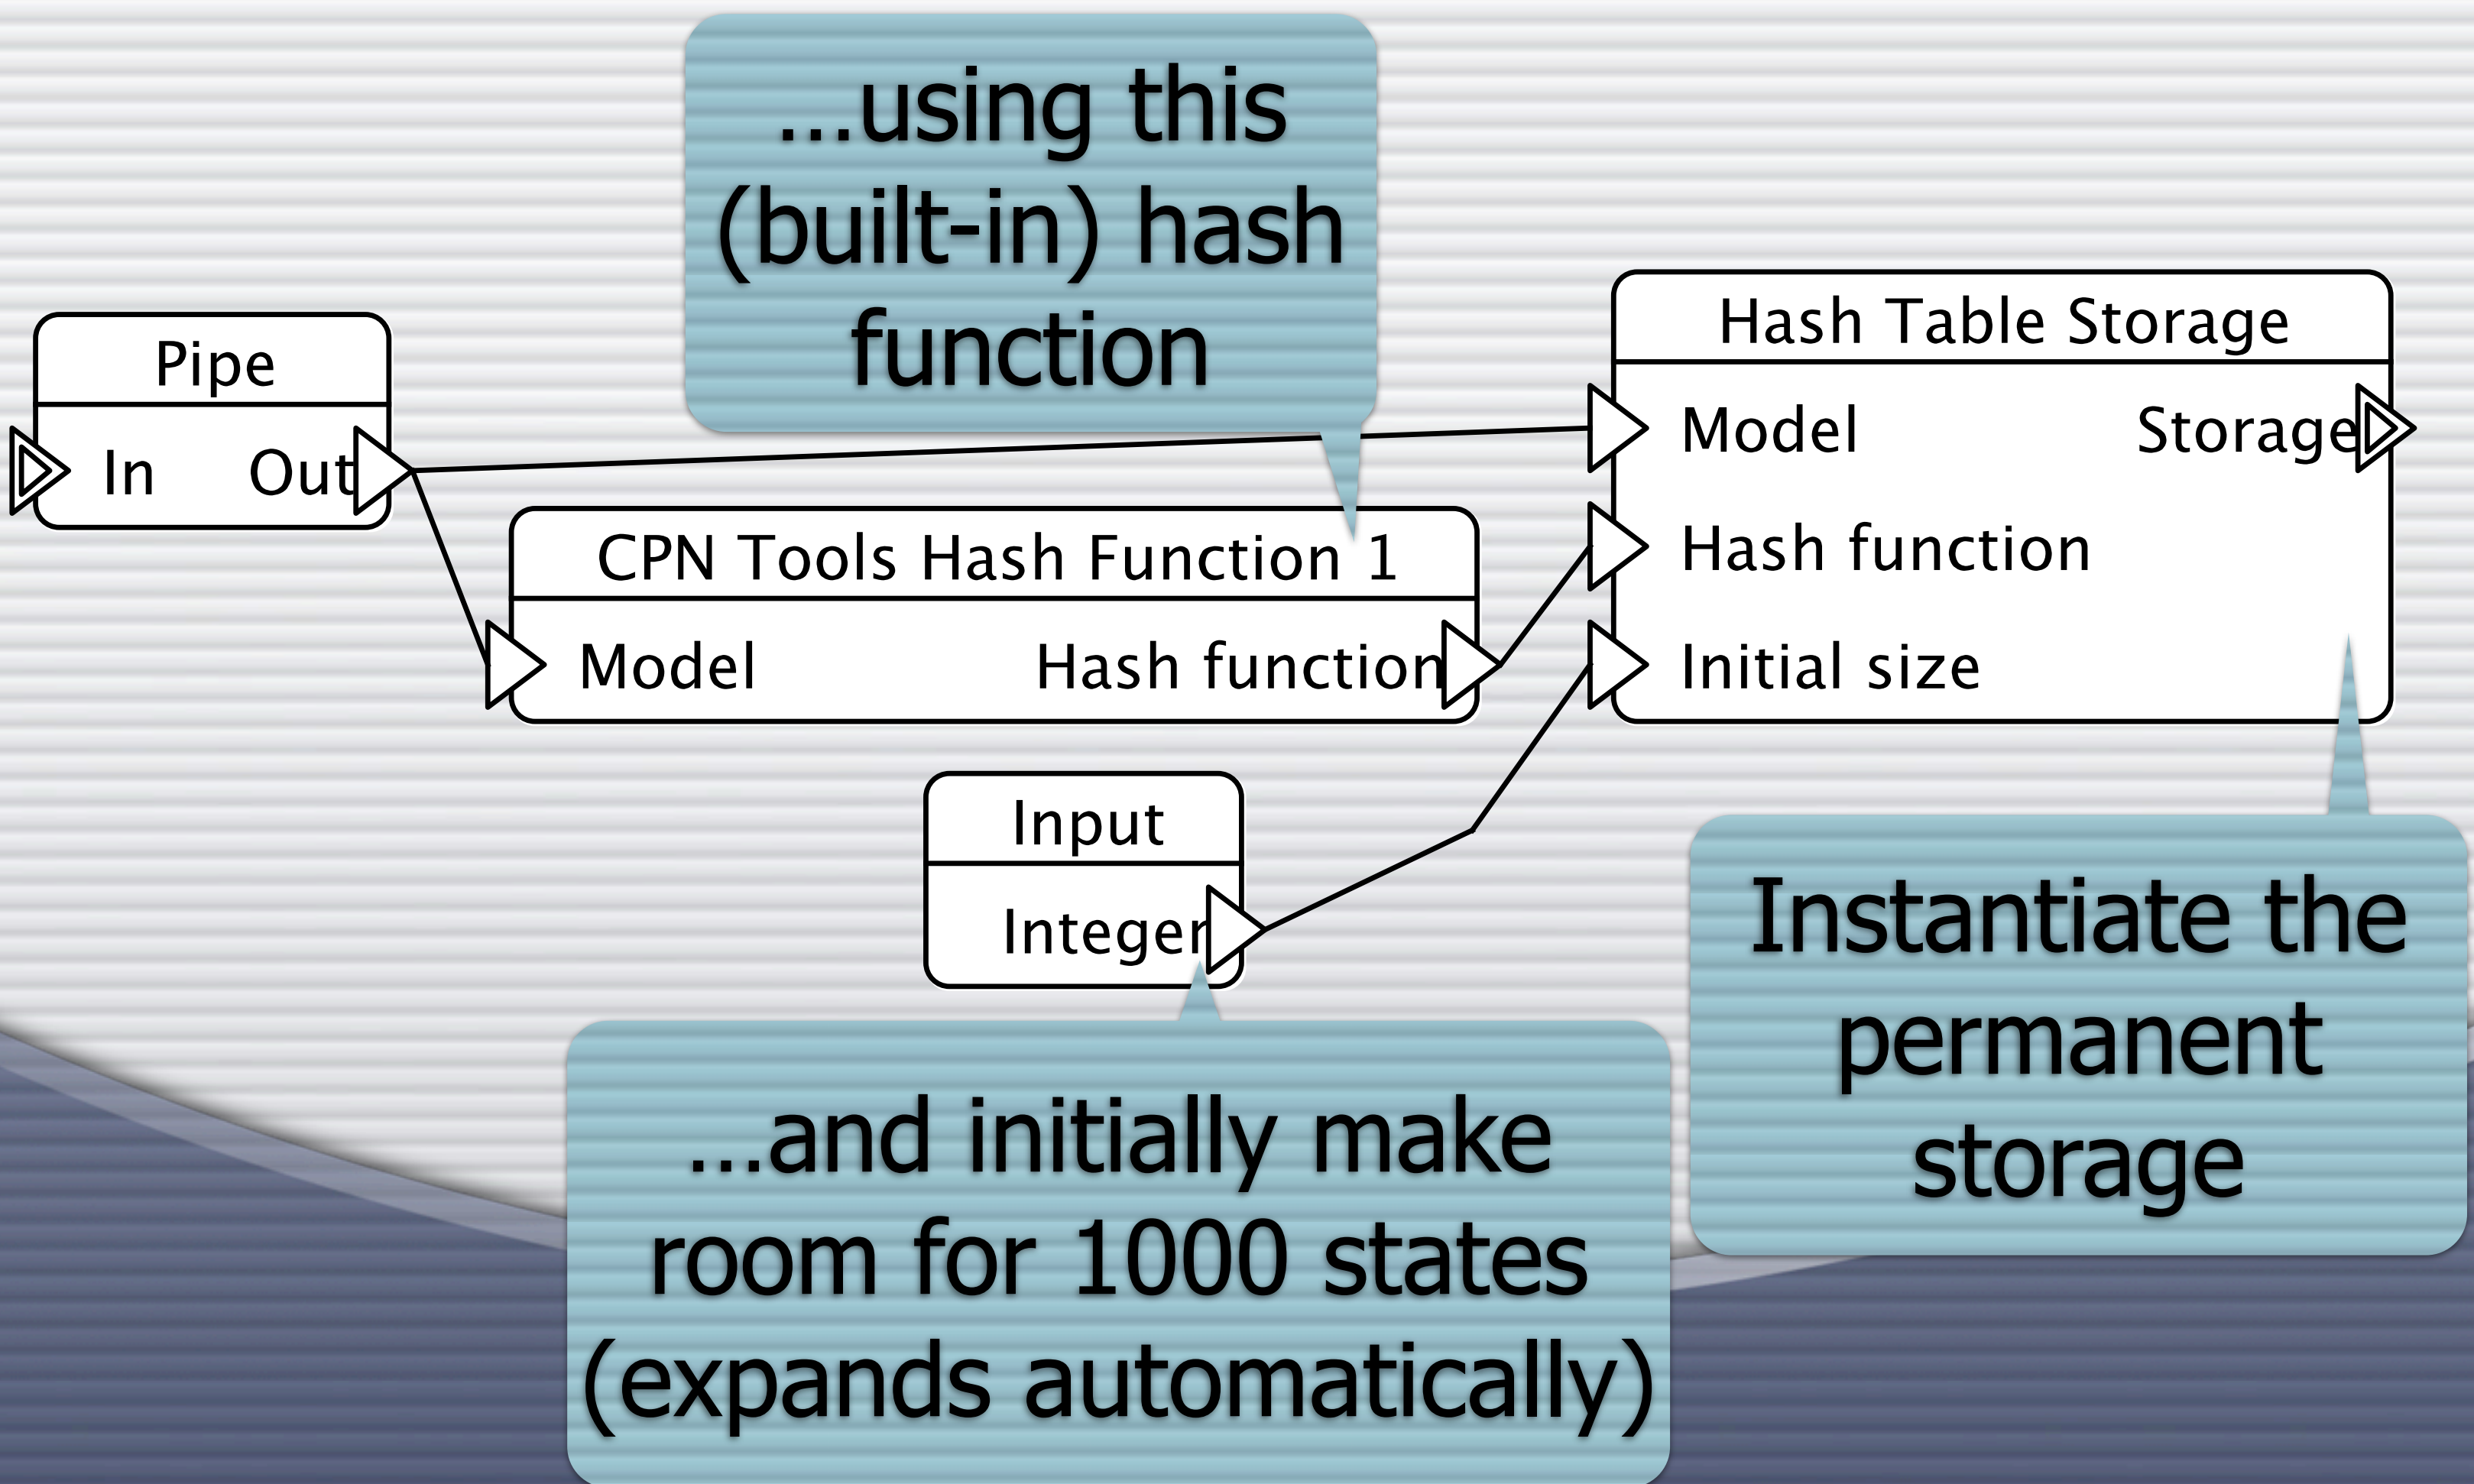 ...using this
(built-in) hash
function
Pipe
In Out
Hash Table Storage
Model Storage
Hash function
Initial size
CPN Tools Hash Function 1
Model Hash function
Input
Integer
Instantiate the
permanent
storage
...and initially make
room for 1000 states
(expands automatically)